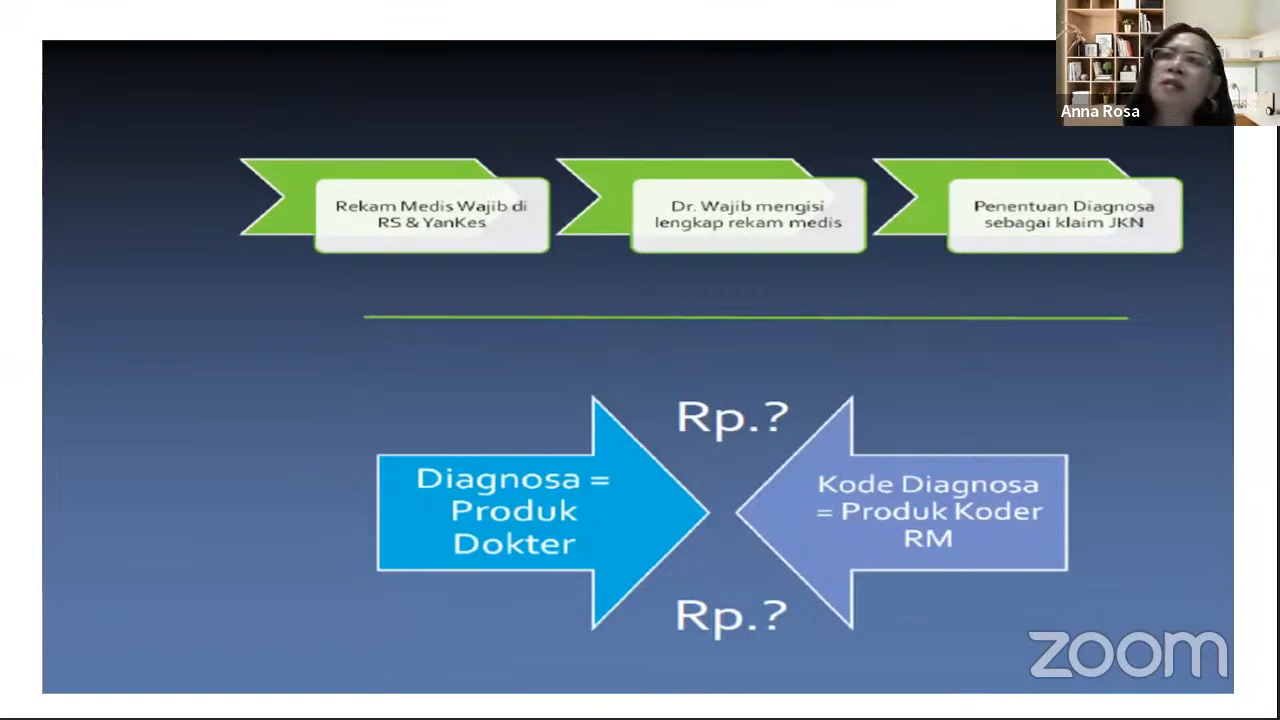 Anna Rosa
Rekam Medis Wajib di
RS & YanKes
Dr. Wajib mengisi
lengkap rekam medis
Penentuan Diagnosa
sebagai klaim JKN
Rp.?
Diagnosa =
Produk
Dokter
Kode Diagnosa
= Produk Koder
RM
Rp.?
zoom